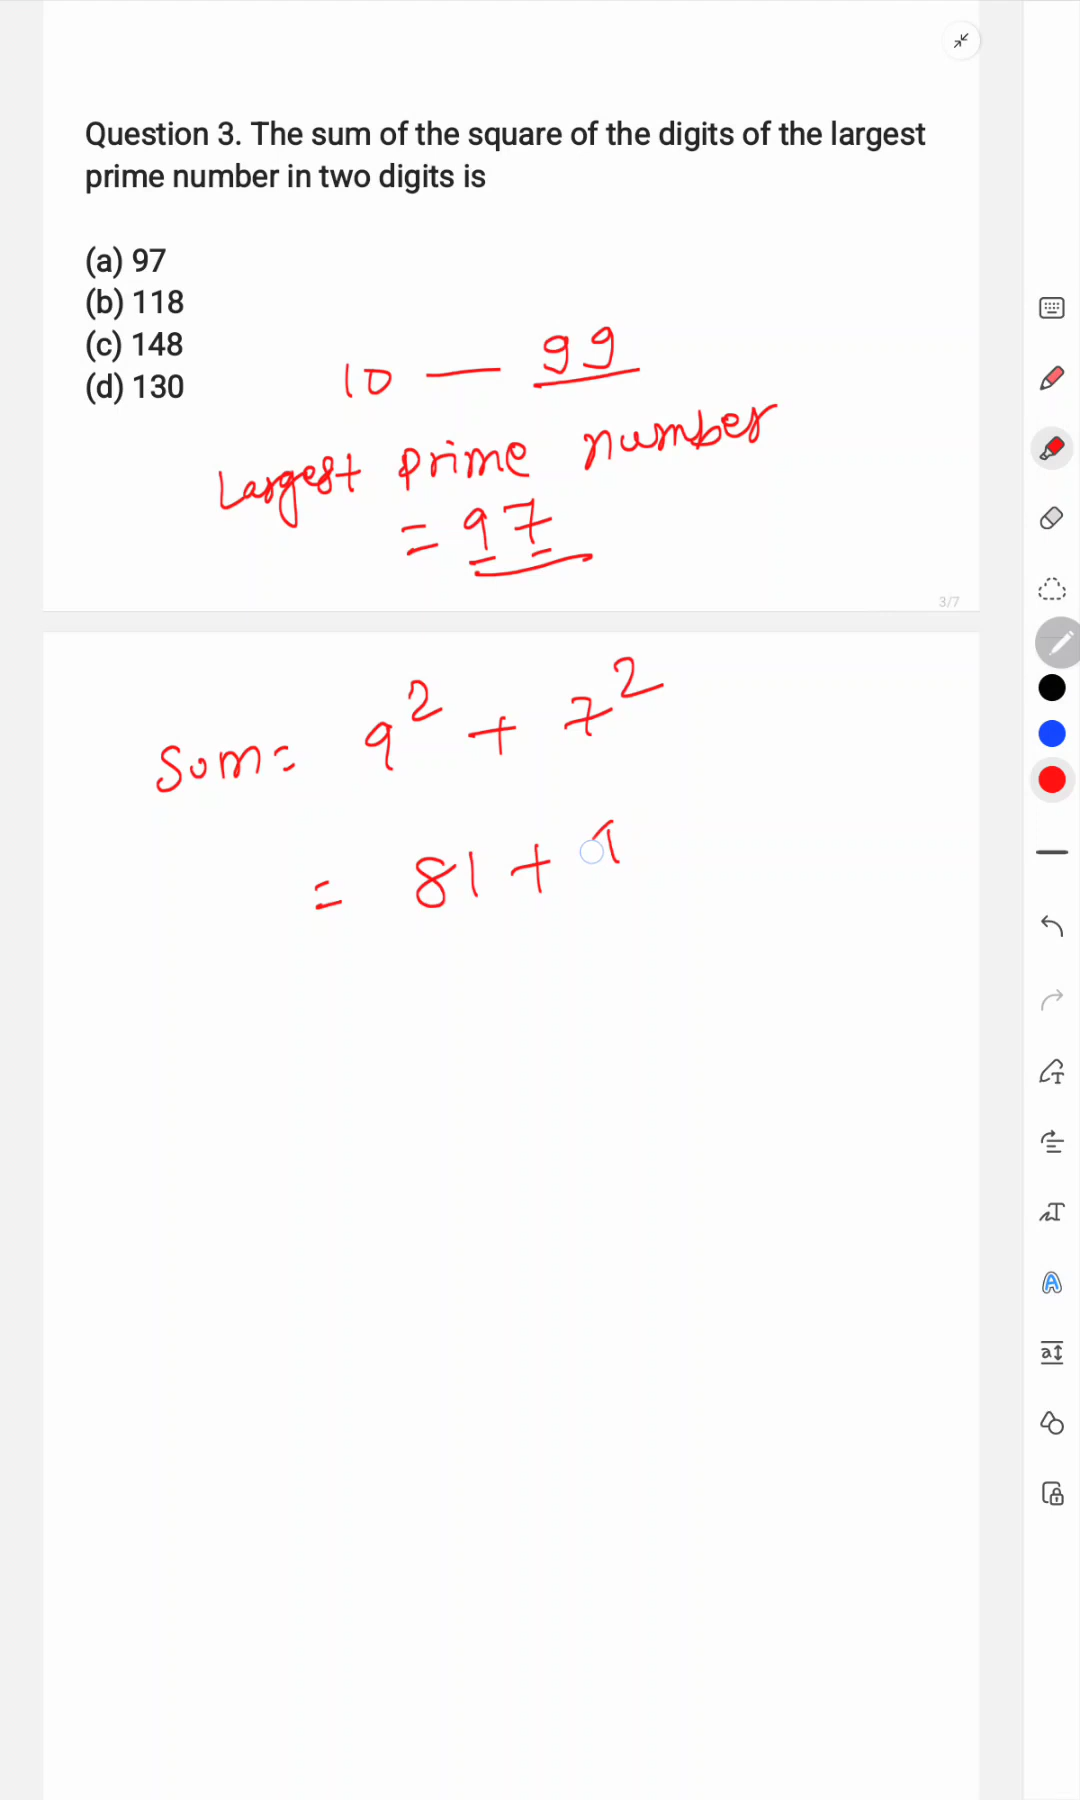 Question 3. The sum of the square of the digits of the largest
prime number in two digits is
(a) 97
(b) 118
(c) 148
(d) 130
10 — 99
Largest prime number
= 97
3/7
Sum = 9² + 7²
= 81 +